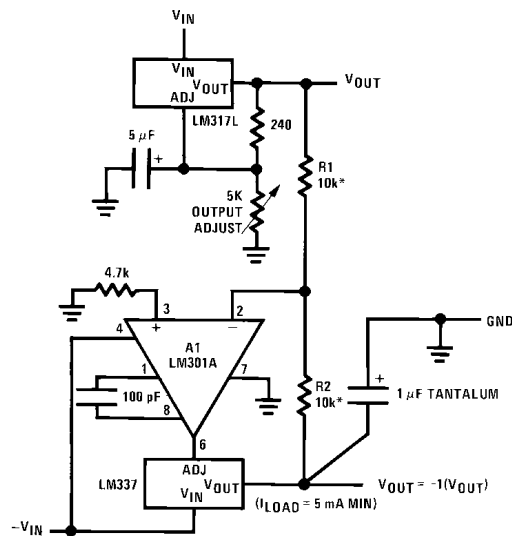 VIN
VIN
VOUT
VOUT
ADJ
LM317L
240
5 μF
+
R1
10k*
5K
OUTPUT
ADJUST
4.7k
3
2
GND
4
+
−
A1
LM301A
1
7
+
R2
10k*
1 μF TANTALUM
100 pF
8
6
ADJ
LM337
VOUT
VOUT = -1(VOUT)
VIN
(ILOAD = 5 mA MIN)
-VIN